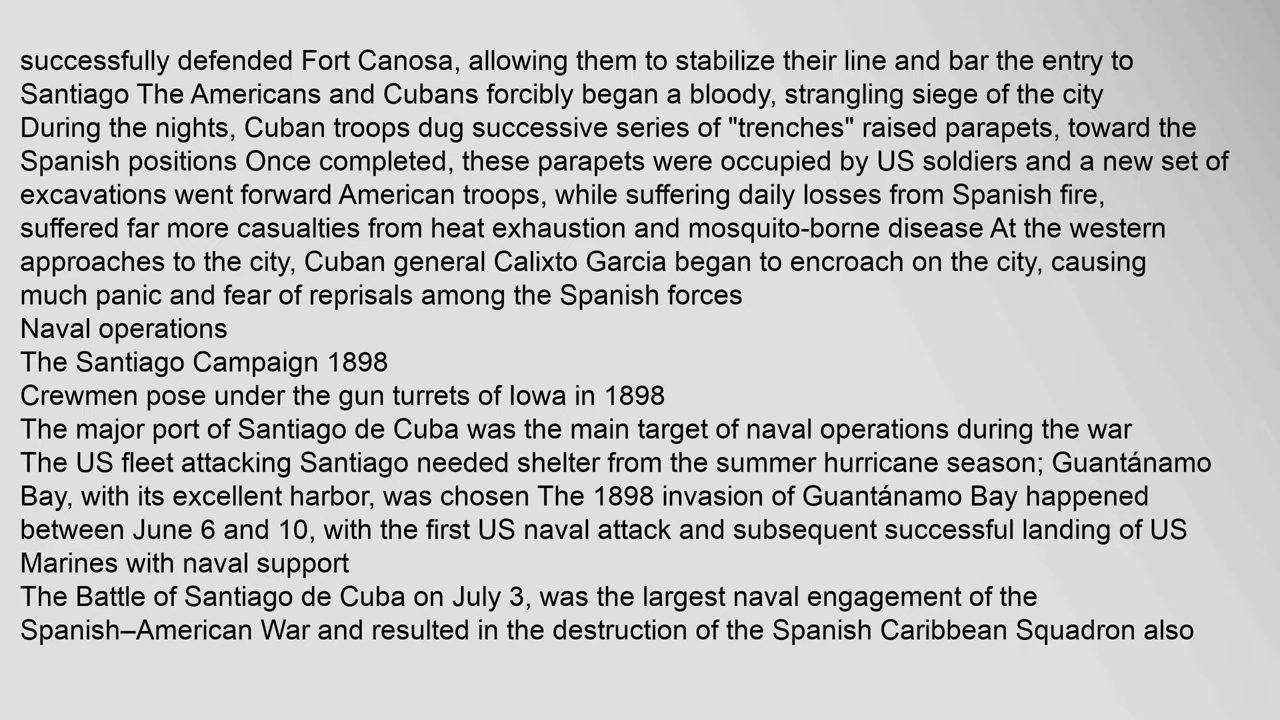 successfully defended Fort Canosa, allowing them to stabilize their line and bar the entry to
Santiago The Americans and Cubans forcibly began a bloody, strangling siege of the city
During the nights, Cuban troops dug successive series of "trenches" raised parapets, toward the
Spanish positions Once completed, these parapets were occupied by US soldiers and a new set of
excavations went forward American troops, while suffering daily losses from Spanish fire,
suffered far more casualties from heat exhaustion and mosquito-borne disease At the western
approaches to the city, Cuban general Calixto Garcia began to encroach on the city, causing
much panic and fear of reprisals among the Spanish forces
Naval operations
The Santiago Campaign 1898
Crewmen pose under the gun turrets of Iowa in 1898
The major port of Santiago de Cuba was the main target of naval operations during the war
The US fleet attacking Santiago needed shelter from the summer hurricane season; Guantánamo
Bay, with its excellent harbor, was chosen The 1898 invasion of Guantánamo Bay happened
between June 6 and 10, with the first US naval attack and subsequent successful landing of US
Marines with naval support
The Battle of Santiago de Cuba on July 3, was the largest naval engagement of the
Spanish–American War and resulted in the destruction of the Spanish Caribbean Squadron also